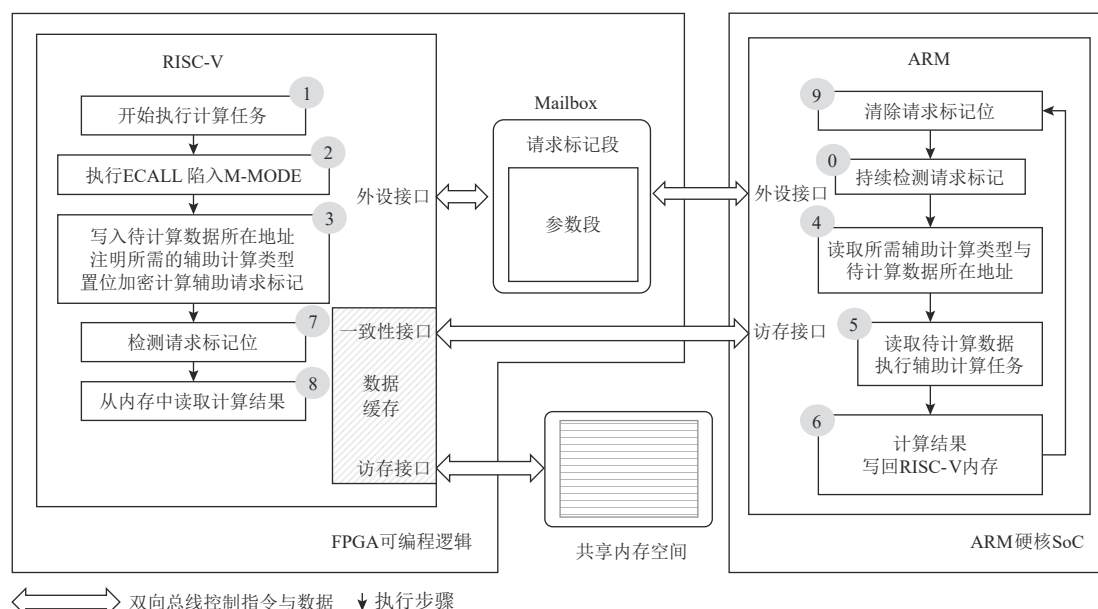 RISC-V
1
开始执行计算任务
2
执行ECALL 陷入M-MODE
3
写入待计算数据所在地址
注明所需的辅助计算类型
置位加密计算辅助请求标记
7
检测请求标记位
8
从内存中读取计算结果
外设接口
一致性接口
数据
缓存
访存接口
FPGA可编程逻辑
Mailbox
请求标记段
参数段
共享内存空间
ARM
9
清除请求标记位
0
持续检测请求标记
外设接口
4
读取所需辅助计算类型与
待计算数据所在地址
访存接口
5
读取待计算数据
执行辅助计算任务
6
计算结果
写回RISC-V内存
ARM硬核SoC
双向总线控制指令与数据
执行步骤